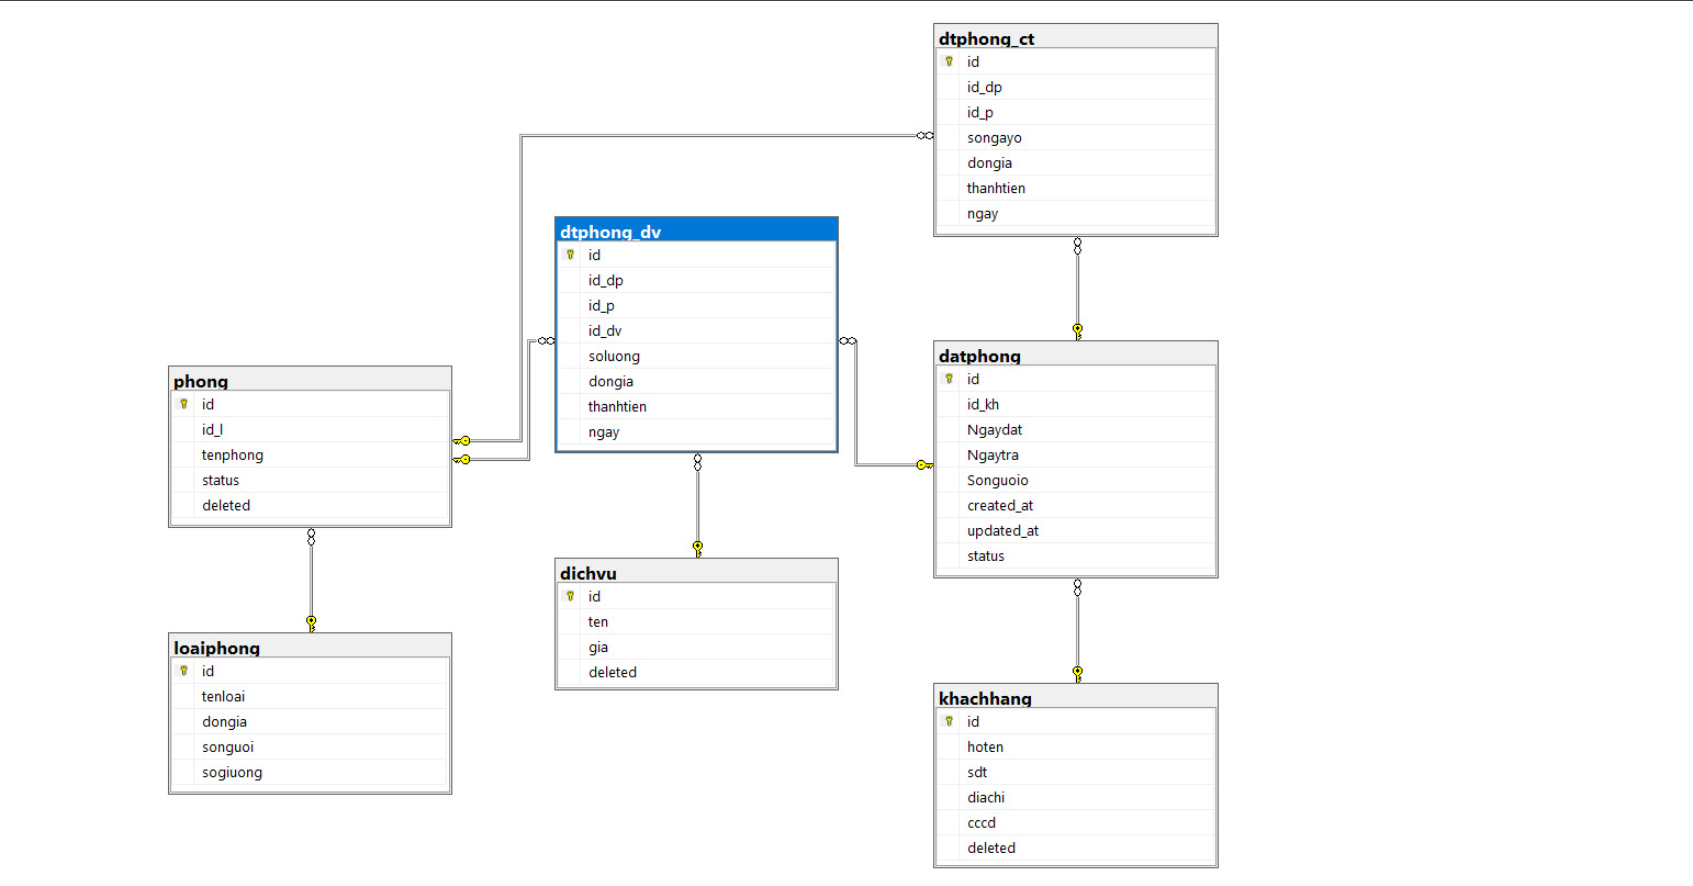 dtphong_ct
id
id_dp
id_p
songayo
dongia
thanhtien
ngay
dtphong_dv
id
id_dp
id_p
id_dv
soluong
dongia
thanhtien
ngay
phong
id
id_l
tenphong
status
deleted
datphong
id
id_kh
Ngaydat
Ngaytra
Songuoio
created_at
updated_at
status
dichvu
id
ten
gia
deleted
loaiphong
id
tenloai
dongia
songuoi
sogiuong
khachhang
id
hoten
sdt
diachi
cccd
deleted